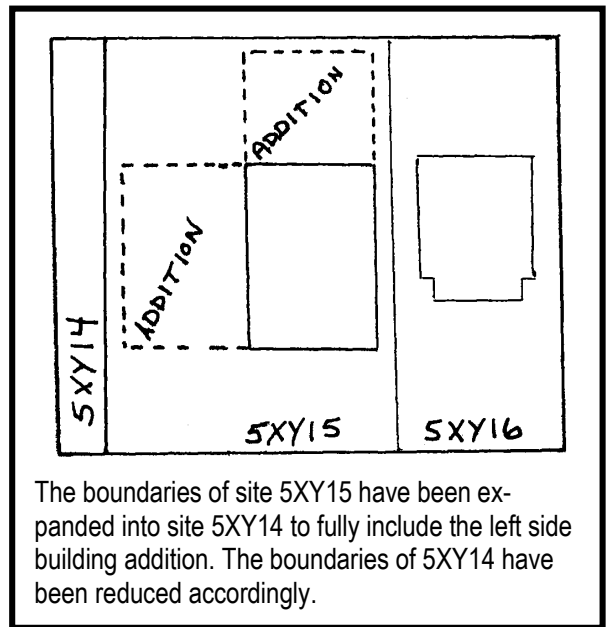 ADDITION
ADDITION
5XY14
5XY15
5XY16
The boundaries of site 5XY15 have been ex-
panded into site 5XY14 to fully include the left side
building addition. The boundaries of 5XY14 have
been reduced accordingly.